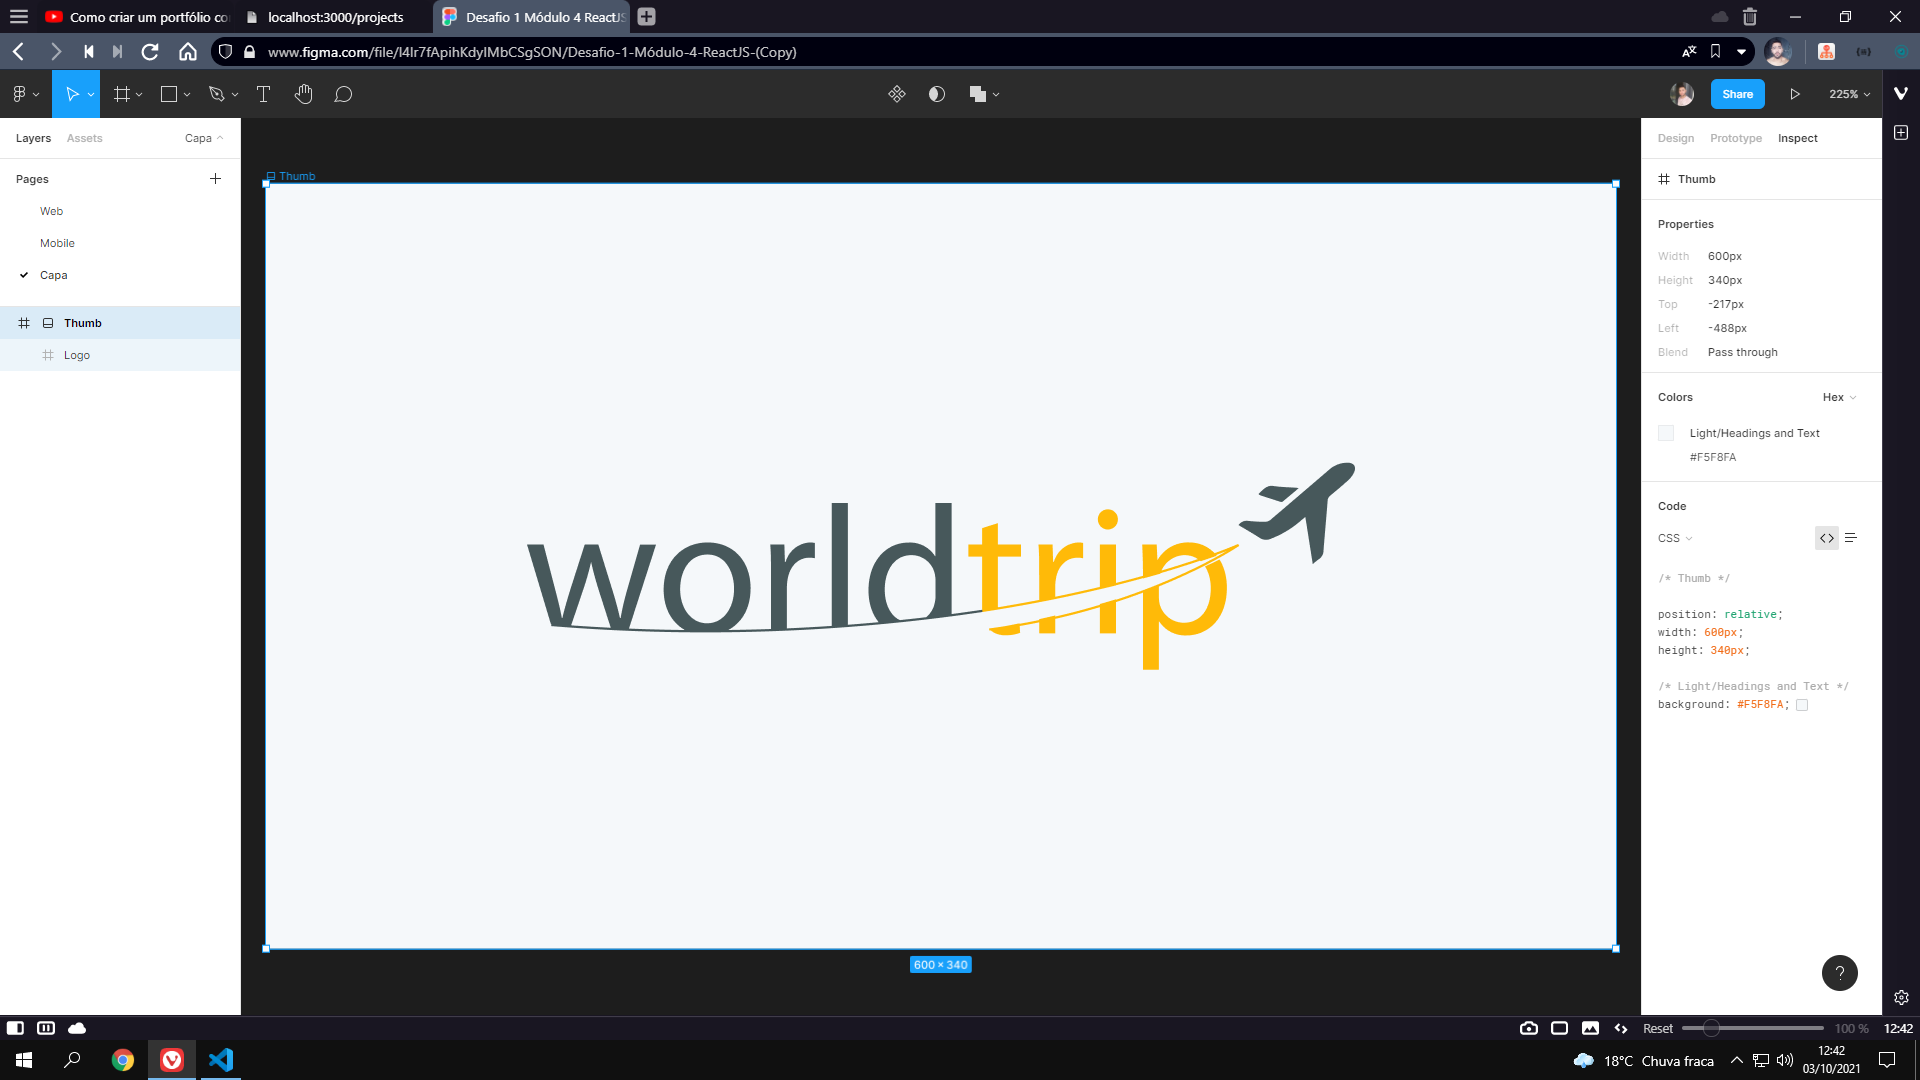 Como criar um portfólio co
localhost:3000/projects
Desafio 1 Módulo 4 ReactJS
www.figma.com/file/l4lr7fApihKdylMbCSgSON/Desafio-1-Módulo-4-ReactJS-(Copy)
Share
225%
Layers
Assets
Capa
Design
Prototype
Inspect
Pages
Web
Mobile
Capa
Thumb
Logo
Thumb
worldtrip
600 × 340
Thumb
Properties
Width 600px
Height 340px
Top -217px
Left -488px
Blend Pass through
Colors
Hex
Light/Headings and Text
#F5F8FA
Code
CSS
/* Thumb */
position: relative;
width: 600px;
height: 340px;
/* Light/Headings and Text */
background: #F5F8FA;
?
Reset
100 %
12:42
18°C Chuva fraca
12:42
03/10/2021